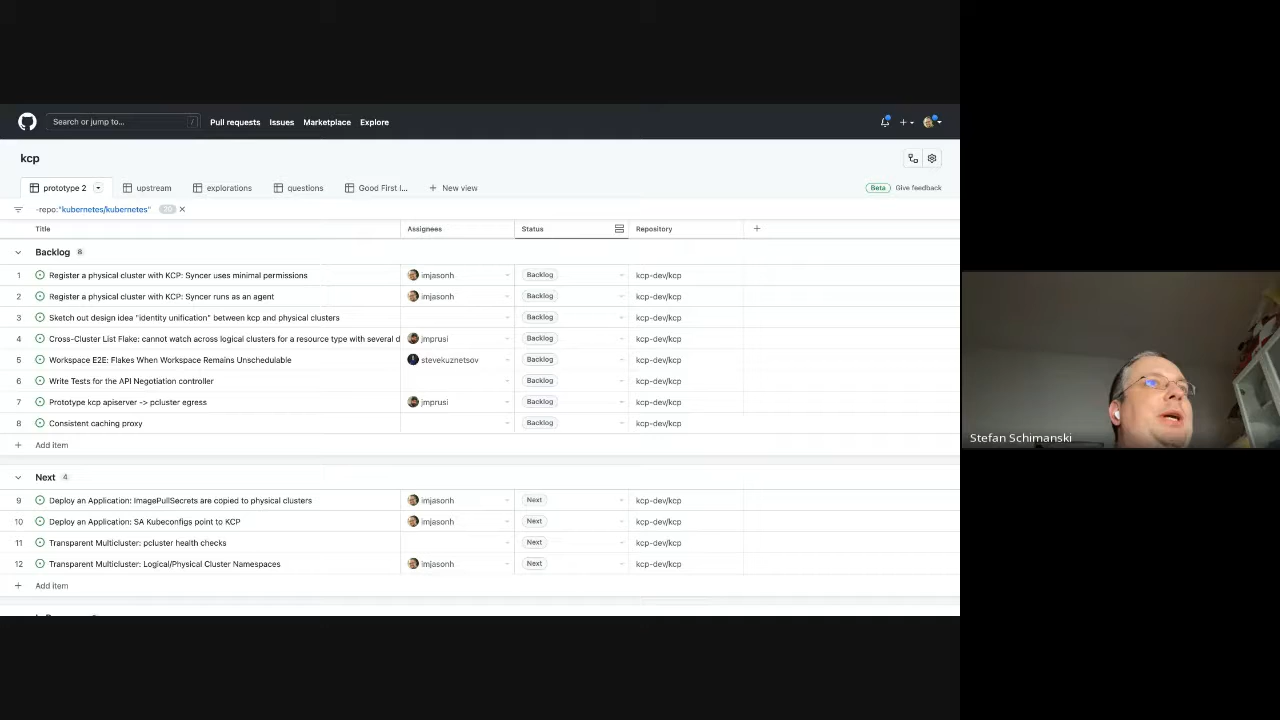 Search or jump to... / Pull requests Issues Marketplace Explore
kcp
prototype 2 upstream explorations questions Good First I... + New view Beta Give feedback
-repo:"kubernetes/kubernetes"
Title Assignees Status Repository +
Backlog 8
1 Register a physical cluster with KCP: Syncer uses minimal permissions imjasonh Backlog kcp-dev/kcp
2 Register a physical cluster with KCP: Syncer runs as an agent imjasonh Backlog kcp-dev/kcp
3 Sketch out design idea "identity unification" between kcp and physical clusters Backlog kcp-dev/kcp
4 Cross-Cluster List Flake: cannot watch across logical clusters for a resource type with several d jmprusi Backlog kcp-dev/kcp
5 Workspace E2E: Flakes When Workspace Remains Unschedulable stevekuznetsov Backlog kcp-dev/kcp
6 Write Tests for the API Negotiation controller Backlog kcp-dev/kcp
7 Prototype kcp apiserver -> pcluster egress jmprusi Backlog kcp-dev/kcp
8 Consistent caching proxy Backlog kcp-dev/kcp
+ Add item
Next 4
9 Deploy an Application: ImagePullSecrets are copied to physical clusters imjasonh Next kcp-dev/kcp
10 Deploy an Application: SA Kubeconfigs point to KCP imjasonh Next kcp-dev/kcp
11 Transparent Multicluster: pcluster health checks Next kcp-dev/kcp
12 Transparent Multicluster: Logical/Physical Cluster Namespaces imjasonh Next kcp-dev/kcp
+ Add item
Stefan Schimanski